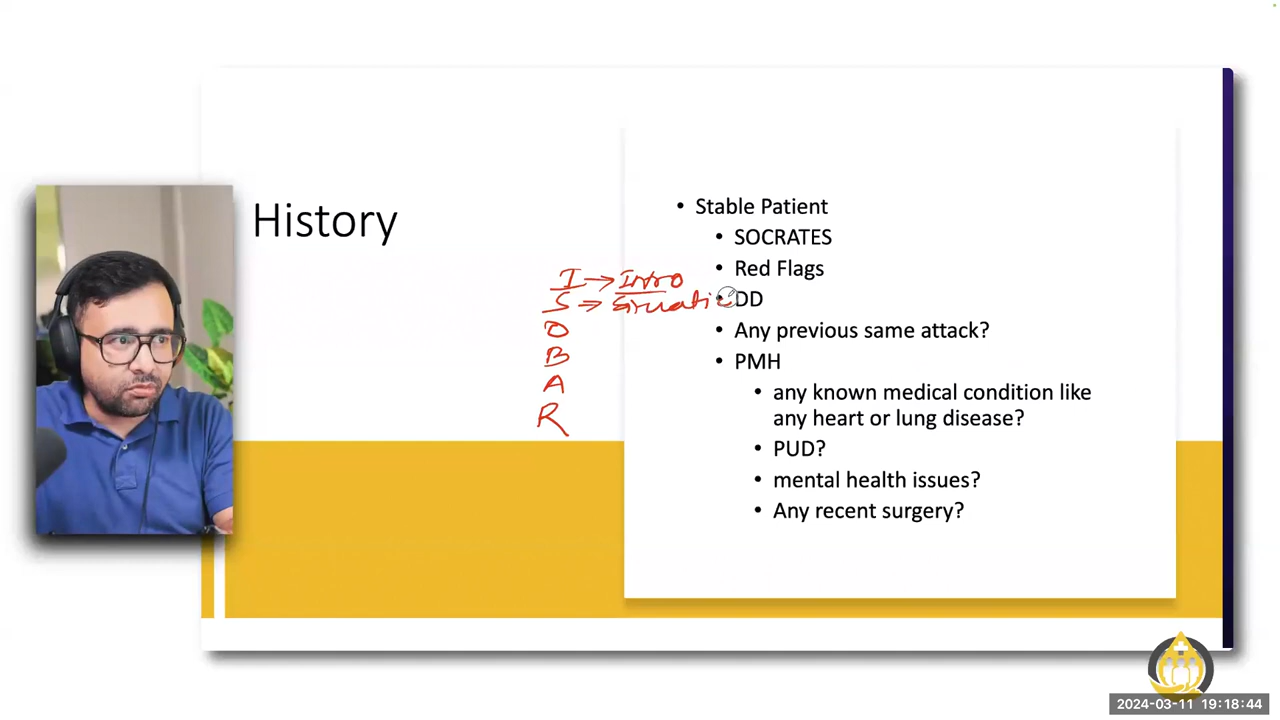 History
• Stable Patient
• SOCRATES
• Red Flags
• DD
• Any previous same attack?
• PMH
• any known medical condition like
any heart or lung disease?
• PUD?
• mental health issues?
• Any recent surgery?
I → Intro
S → Situatio
O
B
A
R
2024-03-11 19:18:44